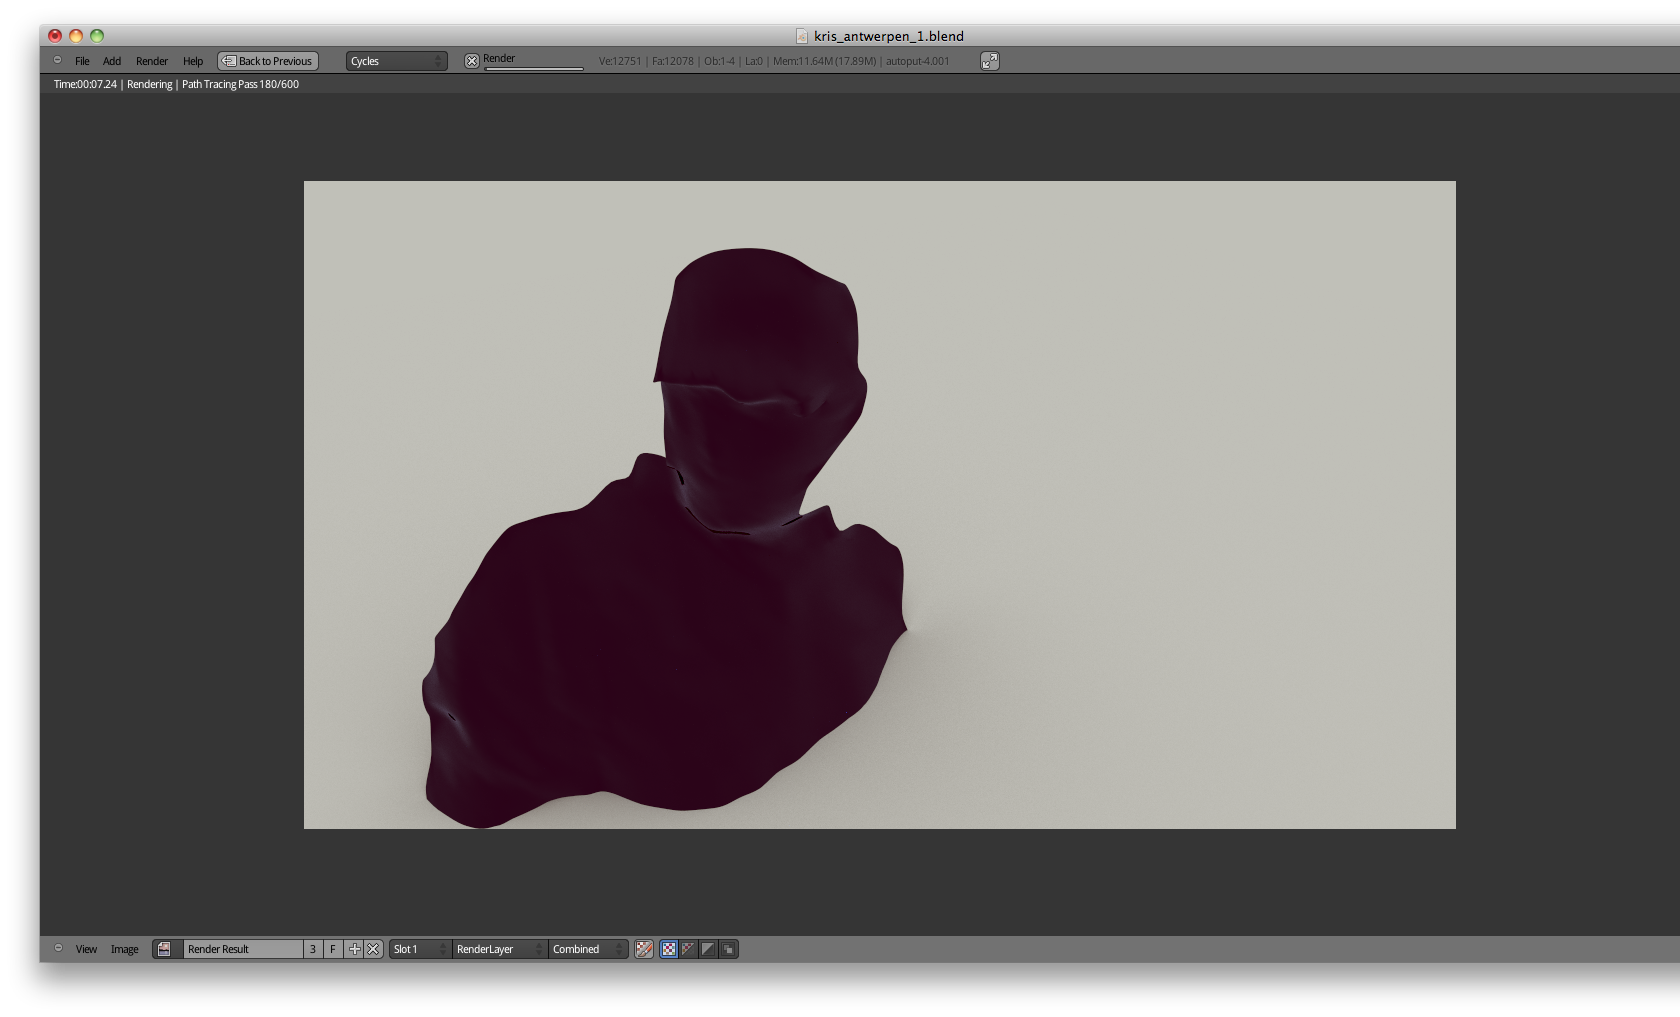 kris_antwerpen_1.blend
File Add Render Help Back to Previous Cycles Render Ve:12751 | Fa:12078 | Ob:1-4 | La:0 | Mem:11.64M (17.89M) | autoput-4.001
Time:00:07.24 | Rendering | Path Tracing Pass 180/600
View Image Render Result 3 F Slot 1 RenderLayer Combined